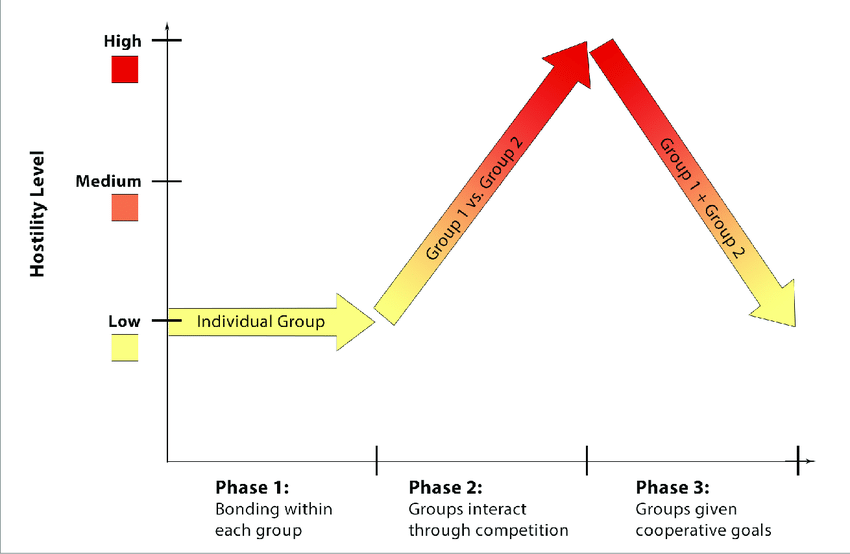 High
Medium
Low
Hostility Level
Individual Group
Group 1 vs. Group 2
Group 1 + Group 2
Phase 1:
Bonding within
each group
Phase 2:
Groups interact
through competition
Phase 3:
Groups given
cooperative goals